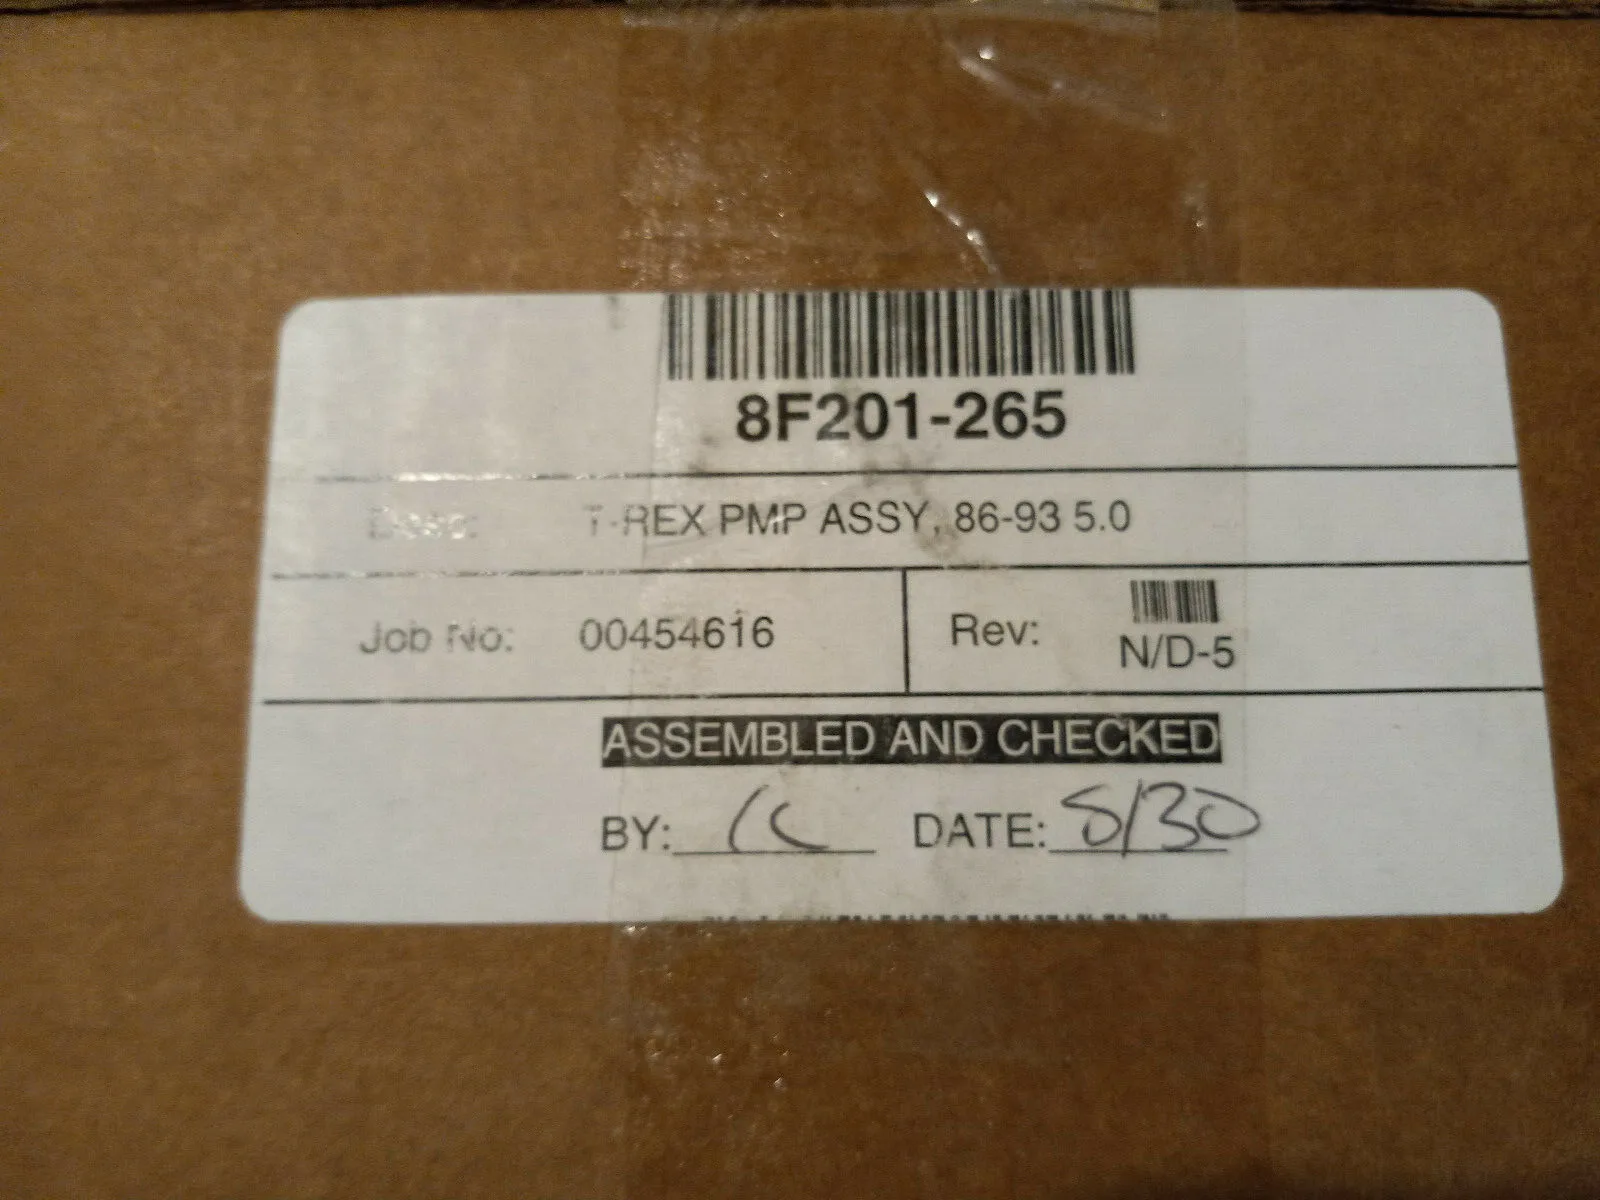 8F201-265
Desc: T-REX PMP ASSY, 86-93 5.0
Job No: 00454616 Rev: N/D-5
ASSEMBLED AND CHECKED
BY: DATE: 8/30